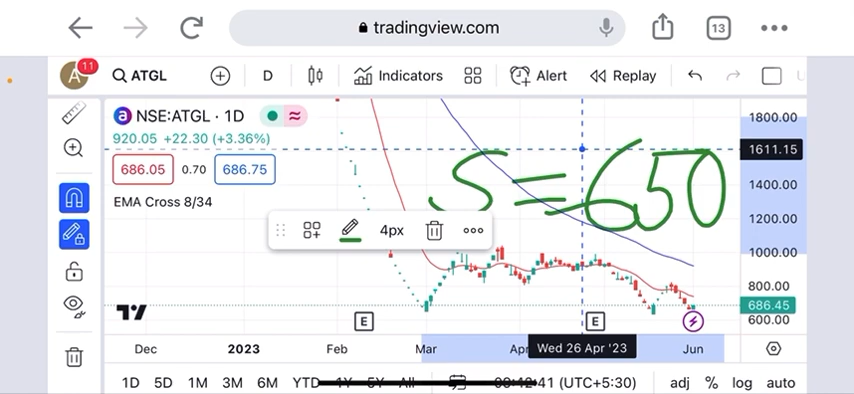 tradingview.com 13
A 11 ATGL D Indicators Alert Replay
a NSE:ATGL · 1D
920.05 +22.30 (+3.36%)
686.05 0.70 686.75
EMA Cross 8/34
S=650
4px
1800.00
1611.15
1400.00
1200.00
1000.00
800.00
686.45
600.00
E E
Dec 2023 Feb Mar Wed 26 Apr '23 Jun
1D 5D 1M 3M 6M YTD 1Y 5Y All (UTC+5:30) adj % log auto